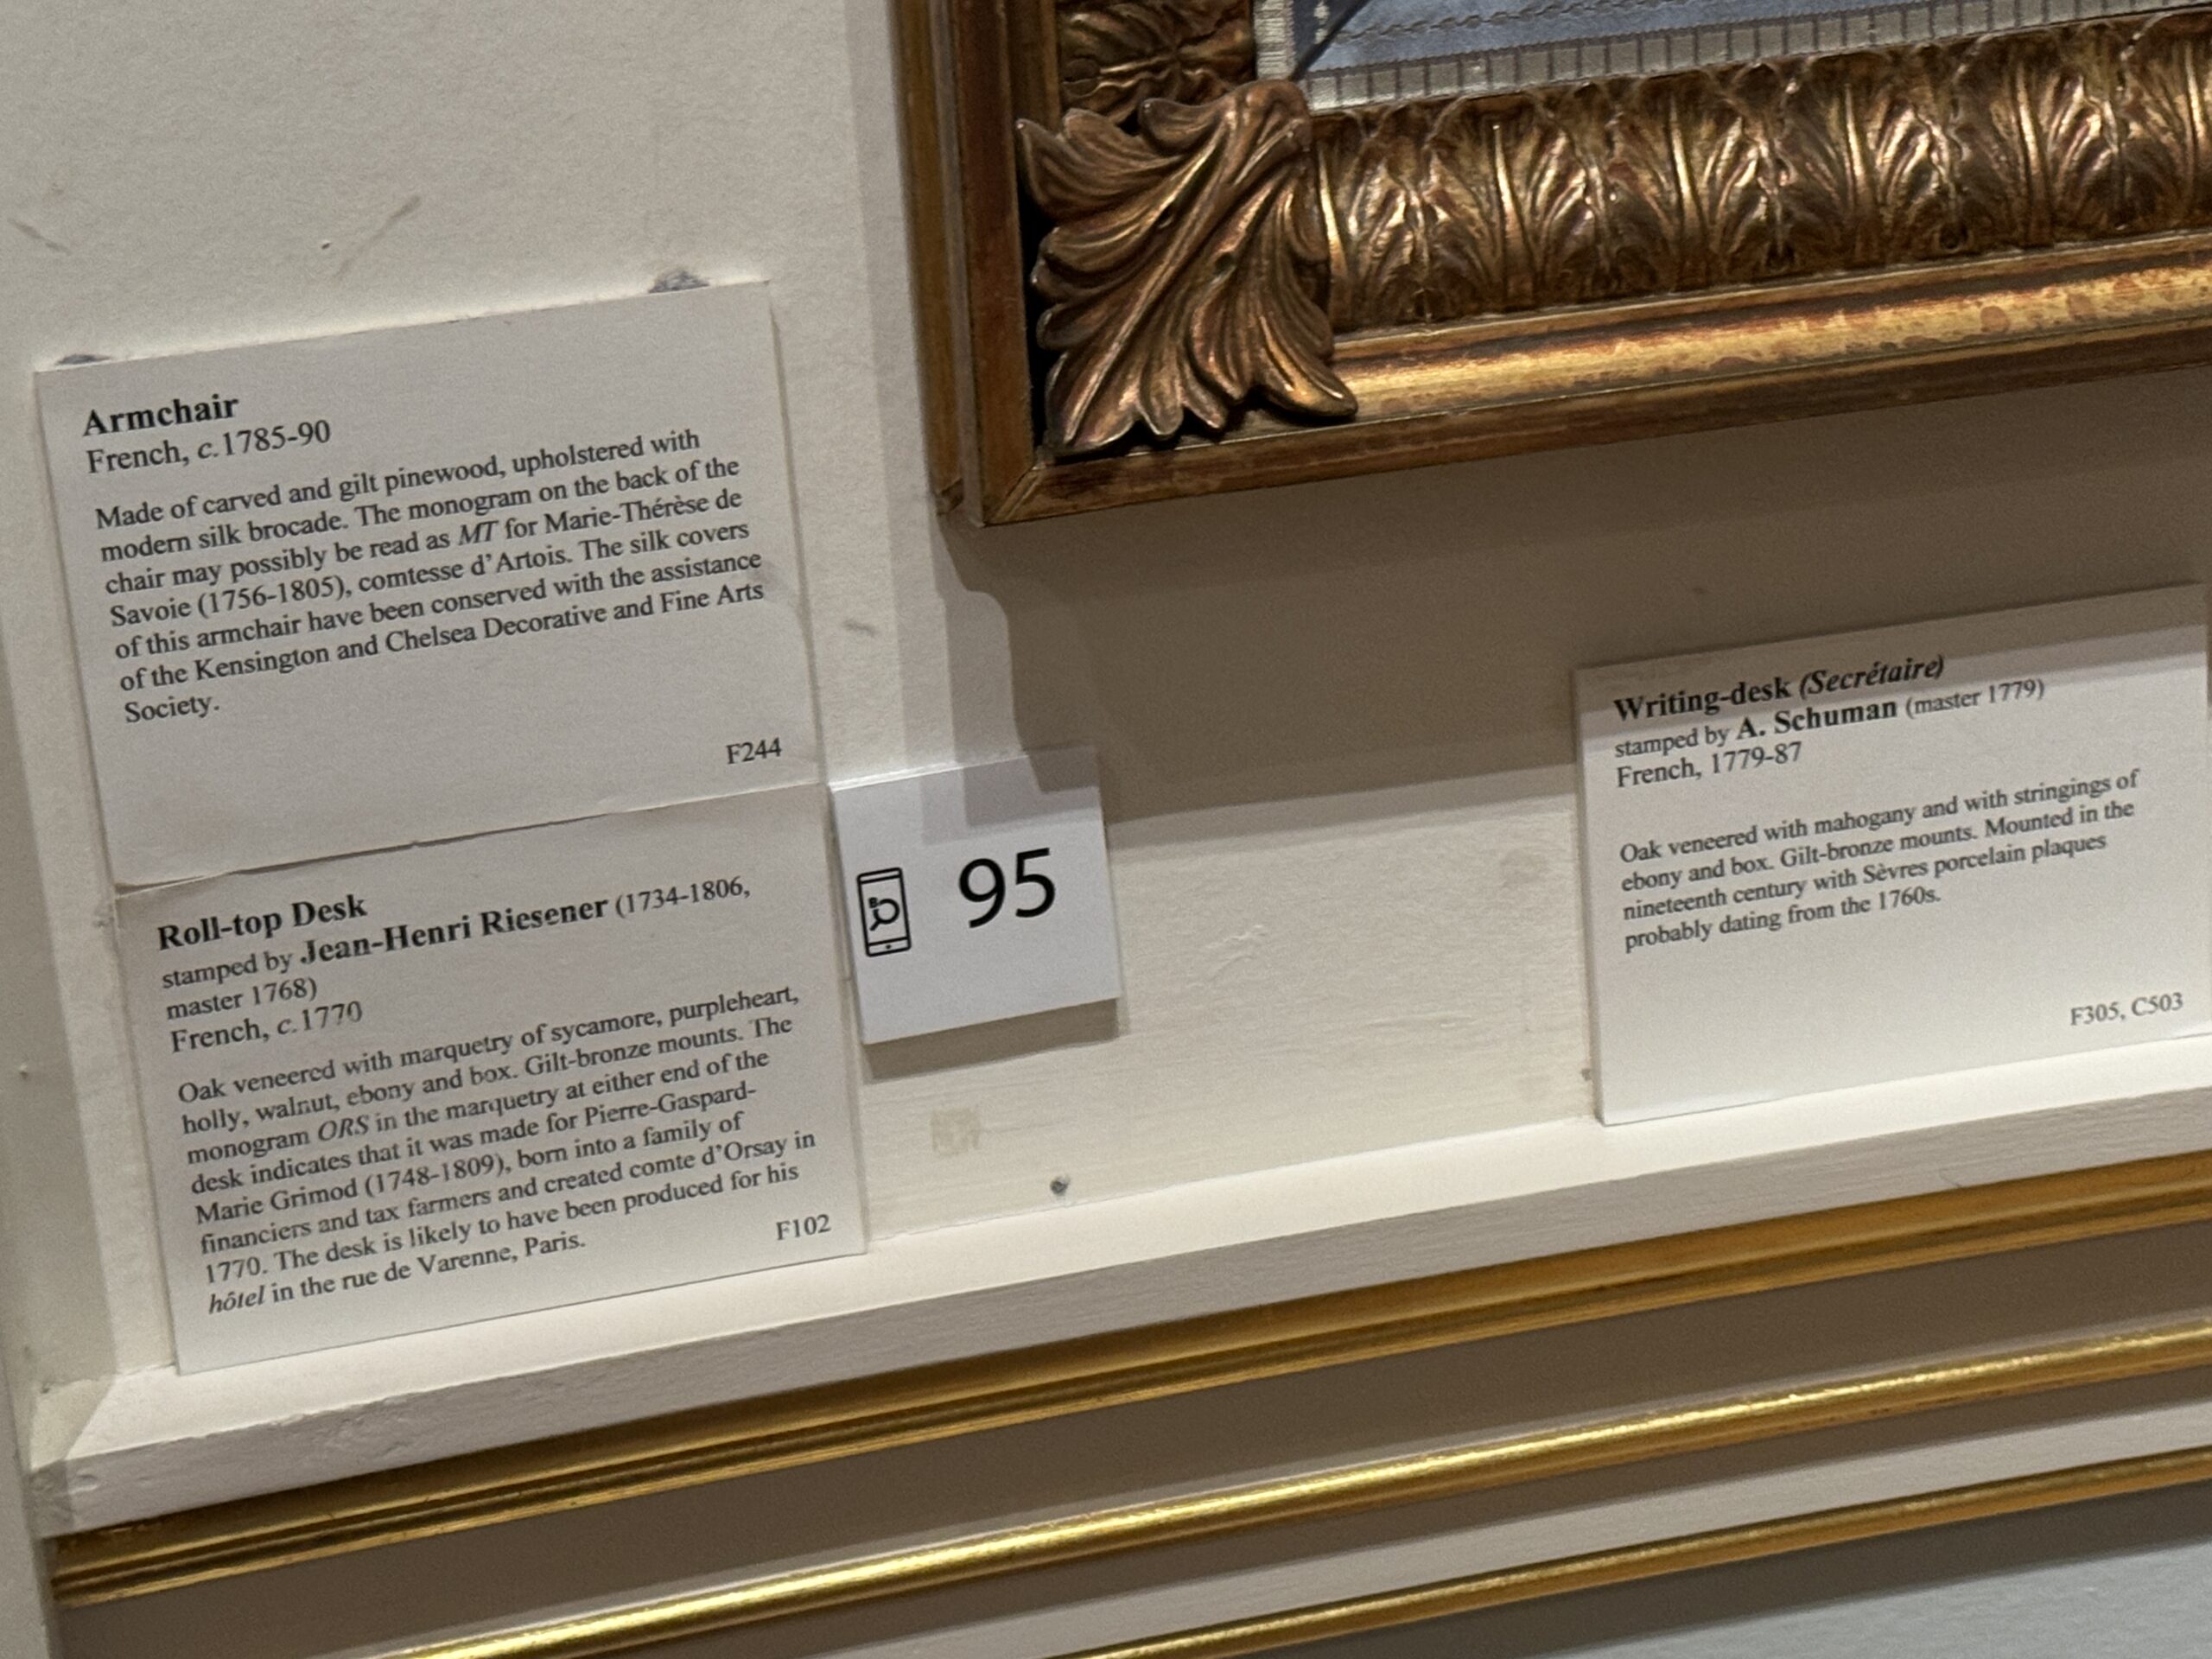 Armchair
French, c.1785-90
Made of carved and gilt pinewood, upholstered with
modern silk brocade. The monogram on the back of the
chair may possibly be read as MT for Marie-Thérèse de
Savoie (1756-1805), comtesse d'Artois. The silk covers
of this armchair have been conserved with the assistance
of the Kensington and Chelsea Decorative and Fine Arts
Society.
F244
Roll-top Desk
stamped by Jean-Henri Riesener (1734-1806,
master 1768)
French, c.1770
Oak veneered with marquetry of sycamore, purpleheart,
holly, walnut, ebony and box. Gilt-bronze mounts. The
monogram ORS in the marquetry at either end of the
desk indicates that it was made for Pierre-Gaspard-
Marie Grimod (1748-1809), born into a family of
financiers and tax farmers and created comte d'Orsay in
1770. The desk is likely to have been produced for his
hôtel in the rue de Varenne, Paris.
F102
95
Writing-desk (Secrétaire)
stamped by A. Schuman (master 1779)
French, 1779-87
Oak veneered with mahogany and with stringings of
ebony and box. Gilt-bronze mounts. Mounted in the
nineteenth century with Sèvres porcelain plaques
probably dating from the 1760s.
F305, C503